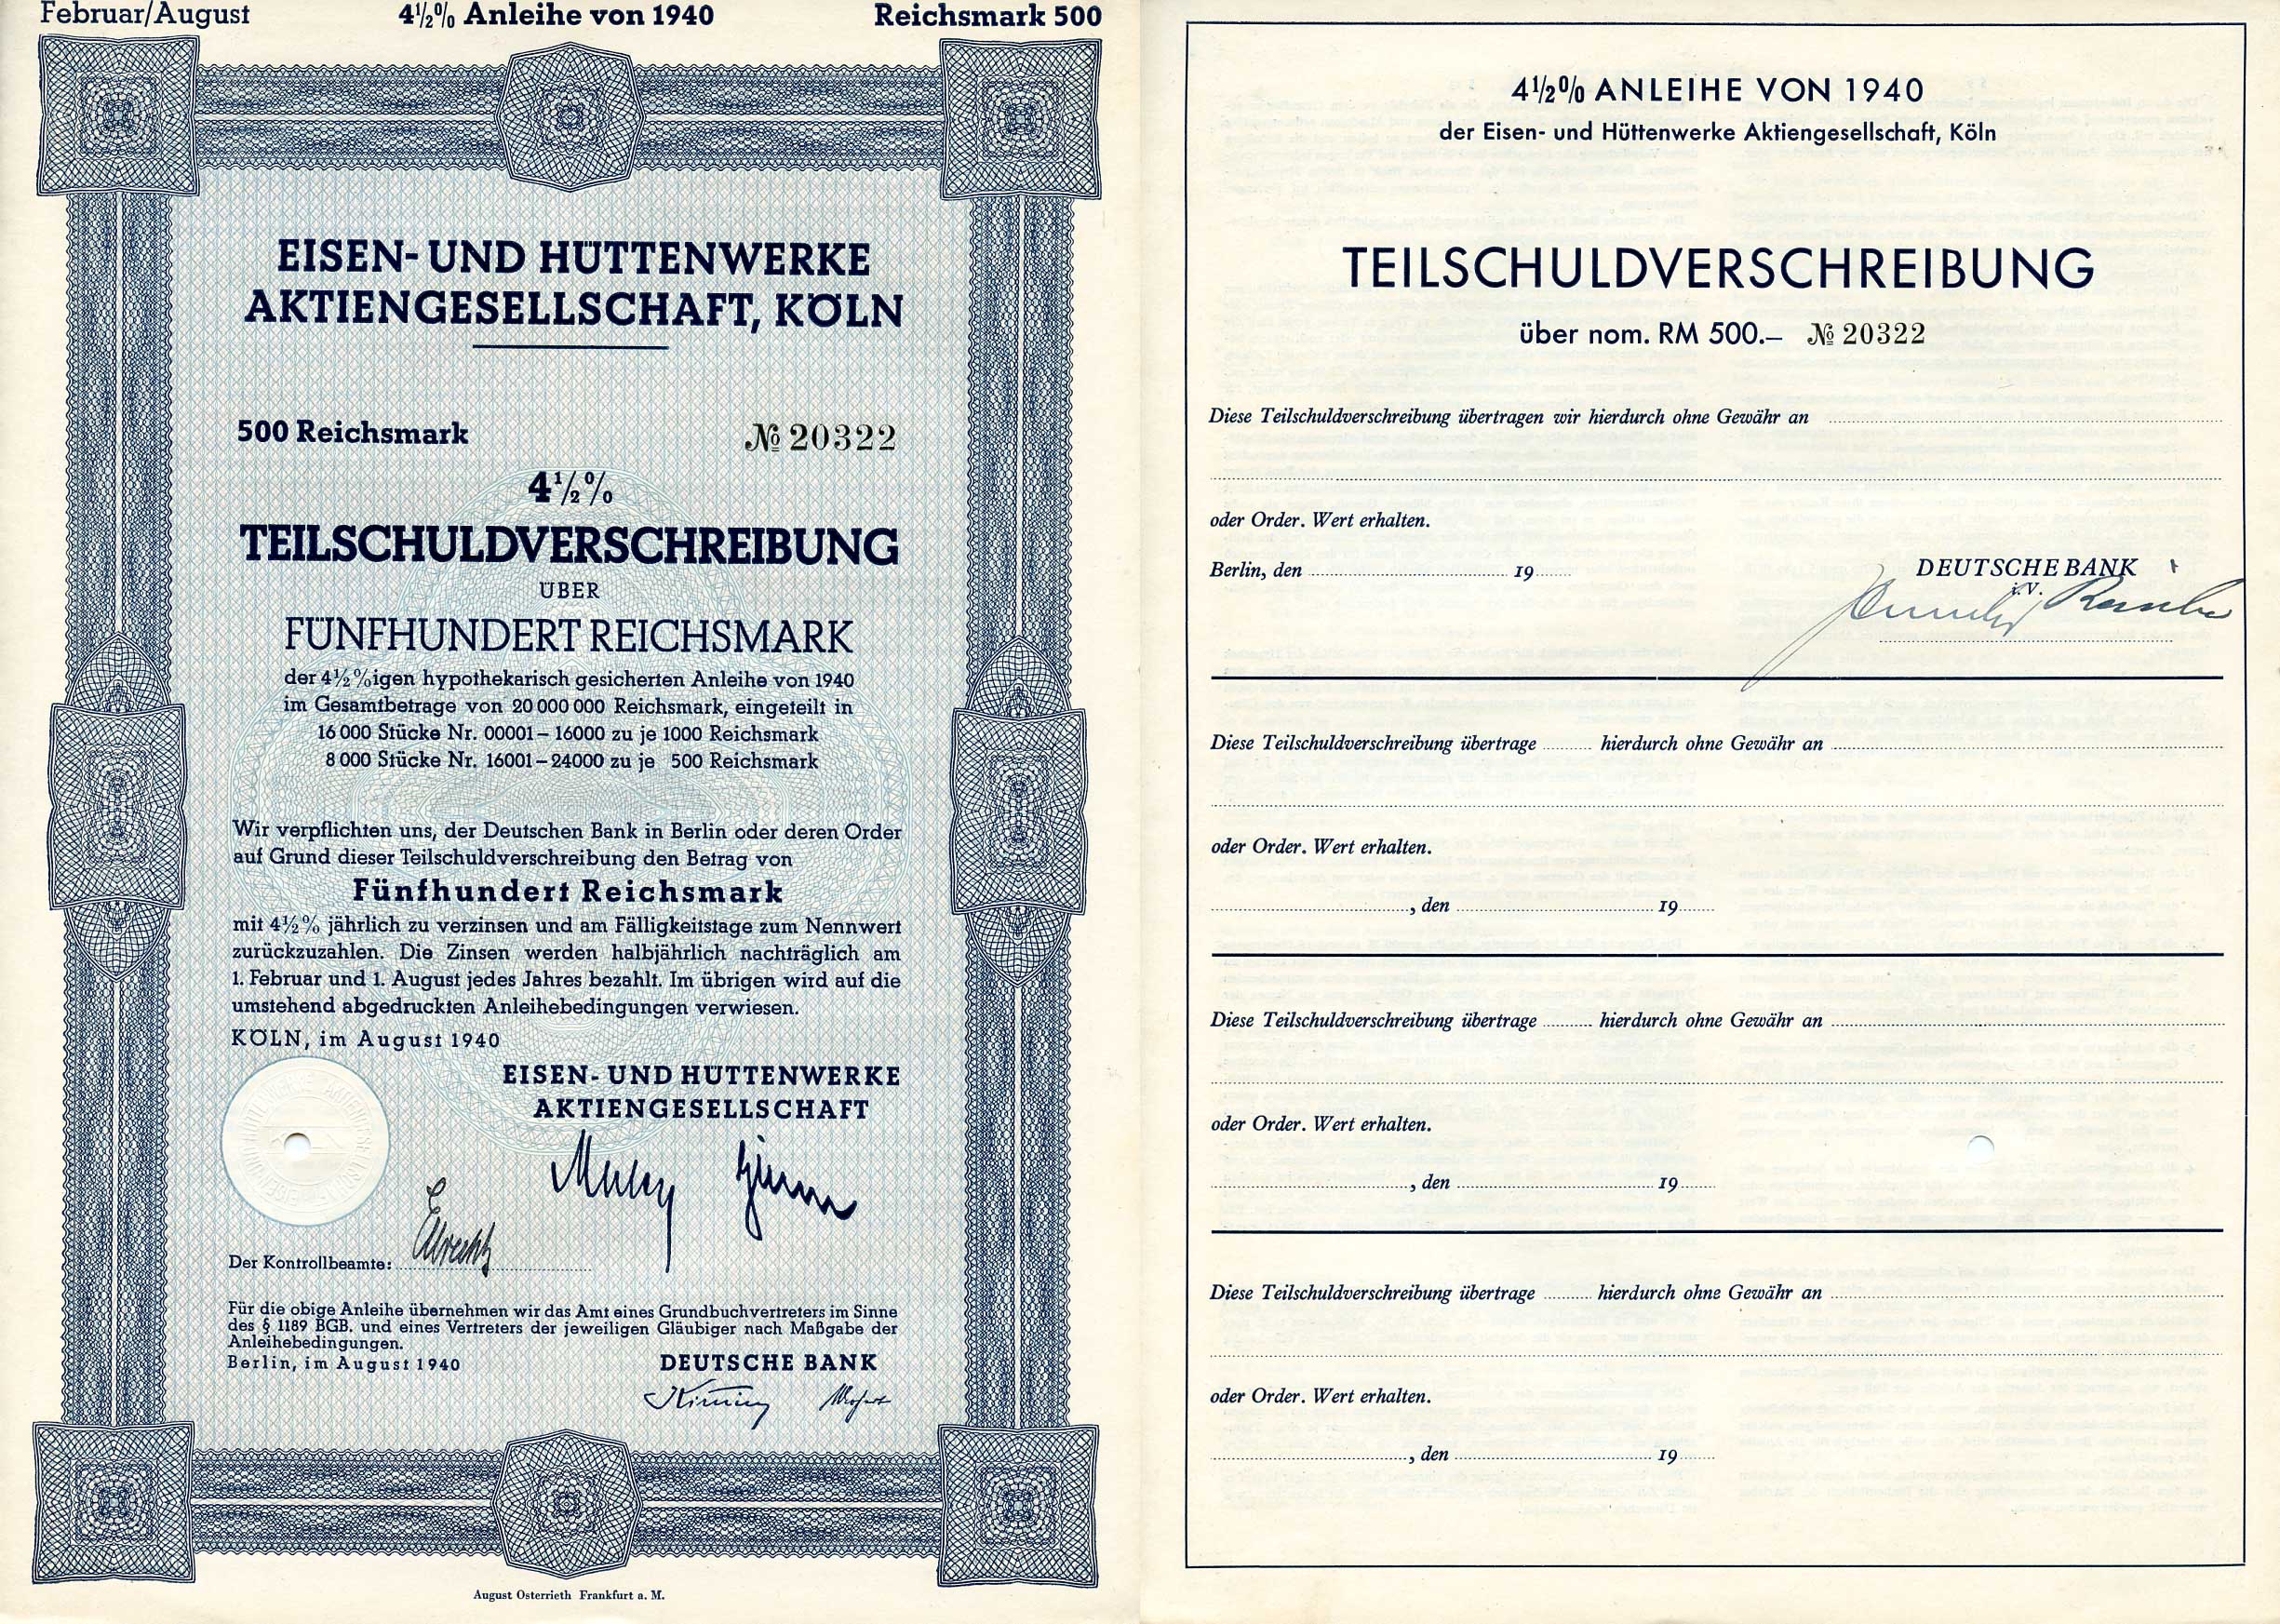 Februar/August 4½% Anleihe von 1940 Reichsmark 500
EISEN- UND HÜTTENWERKE
AKTIENGESELLSCHAFT, KÖLN
500 Reichsmark № 20322
4½%
TEILSCHULDVERSCHREIBUNG
ÜBER
FÜNFHUNDERT REICHSMARK
der 4½%igen hypothekarisch gesicherten Anleihe von 1940
im Gesamtbetrage von 20 000 000 Reichsmark, eingeteilt in
16 000 Stücke Nr. 00001 – 16000 zu je 1000 Reichsmark
8 000 Stücke Nr. 16001 – 24000 zu je 500 Reichsmark
Wir verpflichten uns, der Deutschen Bank in Berlin oder deren Order
auf Grund dieser Teilschuldverschreibung den Betrag von
Fünfhundert Reichsmark
mit 4½% jährlich zu verzinsen und am Fälligkeitstage zum Nennwert
zurückzuzahlen. Die Zinsen werden halbjährlich nachträglich am
1. Februar und 1. August jedes Jahres bezahlt. Im übrigen wird auf die
umstehend abgedruckten Anleihebedingungen verwiesen.
KÖLN, im August 1940
EISEN- UND HÜTTENWERKE
AKTIENGESELLSCHAFT
Der Kontrollbeamte:
Für die obige Anleihe übernehmen wir das Amt eines Grundbuchvertreters im Sinne
des § 1189 BGB. und eines Vertreters der jeweiligen Gläubiger nach Maßgabe der
Anleihebedingungen.
Berlin, im August 1940 DEUTSCHE BANK
August Osterrieth Frankfurt a. M.
4½% ANLEIHE VON 1940
der Eisen- und Hüttenwerke Aktiengesellschaft, Köln
TEILSCHULDVERSCHREIBUNG
über nom. RM 500.– № 20322
Diese Teilschuldverschreibung übertragen wir hierdurch ohne Gewähr an
oder Order. Wert erhalten.
Berlin, den 19 DEUTSCHE BANK
i.V.
Diese Teilschuldverschreibung übertrage hierdurch ohne Gewähr an
oder Order. Wert erhalten.
, den 19
Diese Teilschuldverschreibung übertrage hierdurch ohne Gewähr an
oder Order. Wert erhalten.
, den 19
Diese Teilschuldverschreibung übertrage hierdurch ohne Gewähr an
oder Order. Wert erhalten.
, den 19